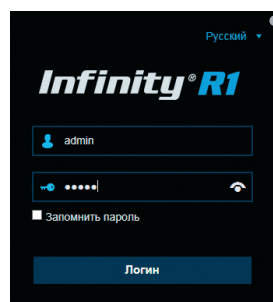 Русский
Infinity® R1
admin
•••••
Запомнить пароль
Логин